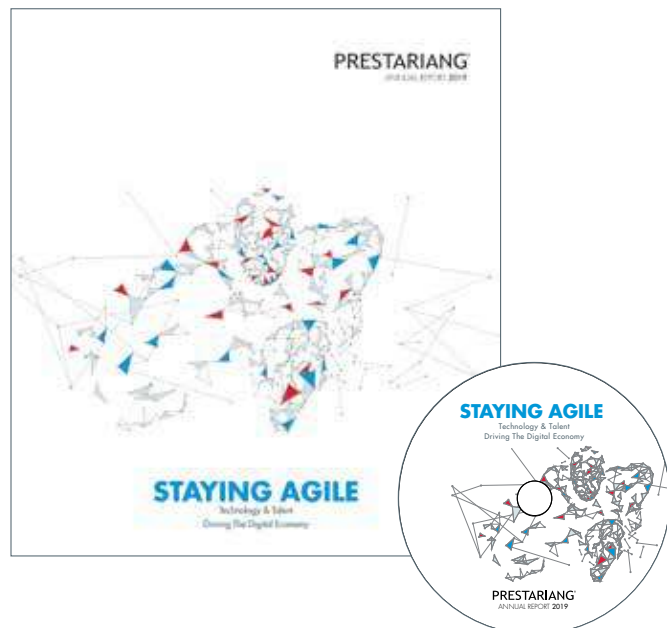 PRESTARIANG
ANNUAL REPORT 2019
STAYING AGILE
Technology & Talent
Driving The Digital Economy
STAYING AGILE
Technology & Talent
Driving The Digital Economy
PRESTARIANG
ANNUAL REPORT 2019